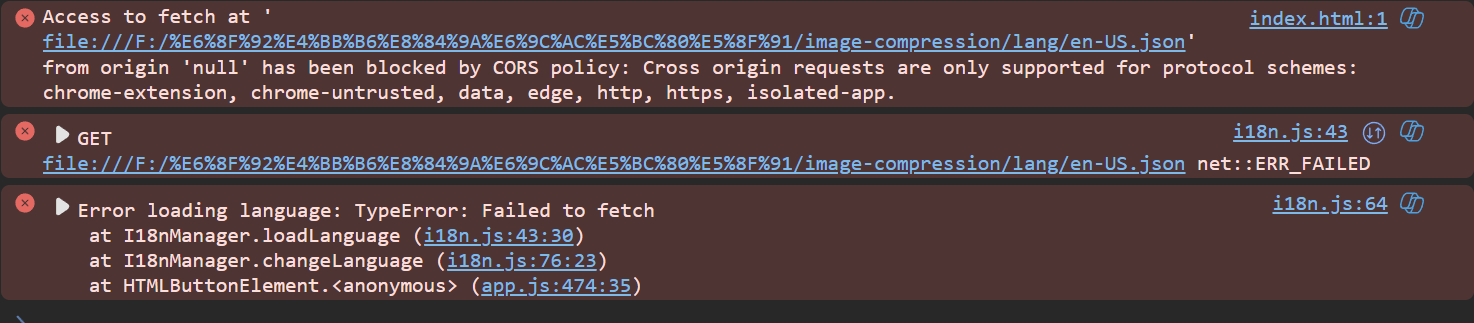 Access to fetch at ' index.html:1
file:///F:/%E6%8F%92%E4%BB%B6%E8%84%9A%E6%9C%AC%E5%BC%80%E5%8F%91/image-compression/lang/en-US.json'
from origin 'null' has been blocked by CORS policy: Cross origin requests are only supported for protocol schemes:
chrome-extension, chrome-untrusted, data, edge, http, https, isolated-app.
GET i18n.js:43
file:///F:/%E6%8F%92%E4%BB%B6%E8%84%9A%E6%9C%AC%E5%BC%80%E5%8F%91/image-compression/lang/en-US.json net::ERR_FAILED
Error loading language: TypeError: Failed to fetch i18n.js:64
at I18nManager.loadLanguage (i18n.js:43:30)
at I18nManager.changeLanguage (i18n.js:76:23)
at HTMLButtonElement.<anonymous> (app.js:474:35)